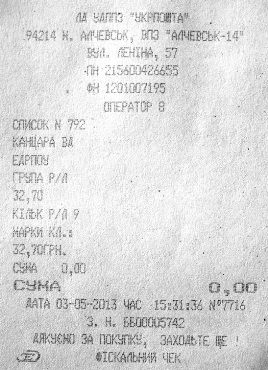 ЛА УДППЗ "УКРПОШТА"
94214 М. АЛЧЕВСЬК, ВПЗ "АЛЧЕВСЬК-14"
ВУЛ. ЛЕНІНА, 57
ПН 215600426655
ФН 1201007195
ОПЕРАТОР 8
СПИСОК N 792
КАНЦАРА ВД
ЕДРПОУ
ГРУПА Р/Л
32,70
КІЛЬК Р/Л 9
МАРКИ КЛ.:
32,70ГРН.
СУМА 0,00
СУМА 0,00
ДАТА 03-05-2013 ЧАС 15:31:36 N°7716
З. Н. ББ00005742
ДЯКУЄМО ЗА ПОКУПКУ, ЗАХОДЬТЕ ЩЕ !
ФІСКАЛЬНИЙ ЧЕК